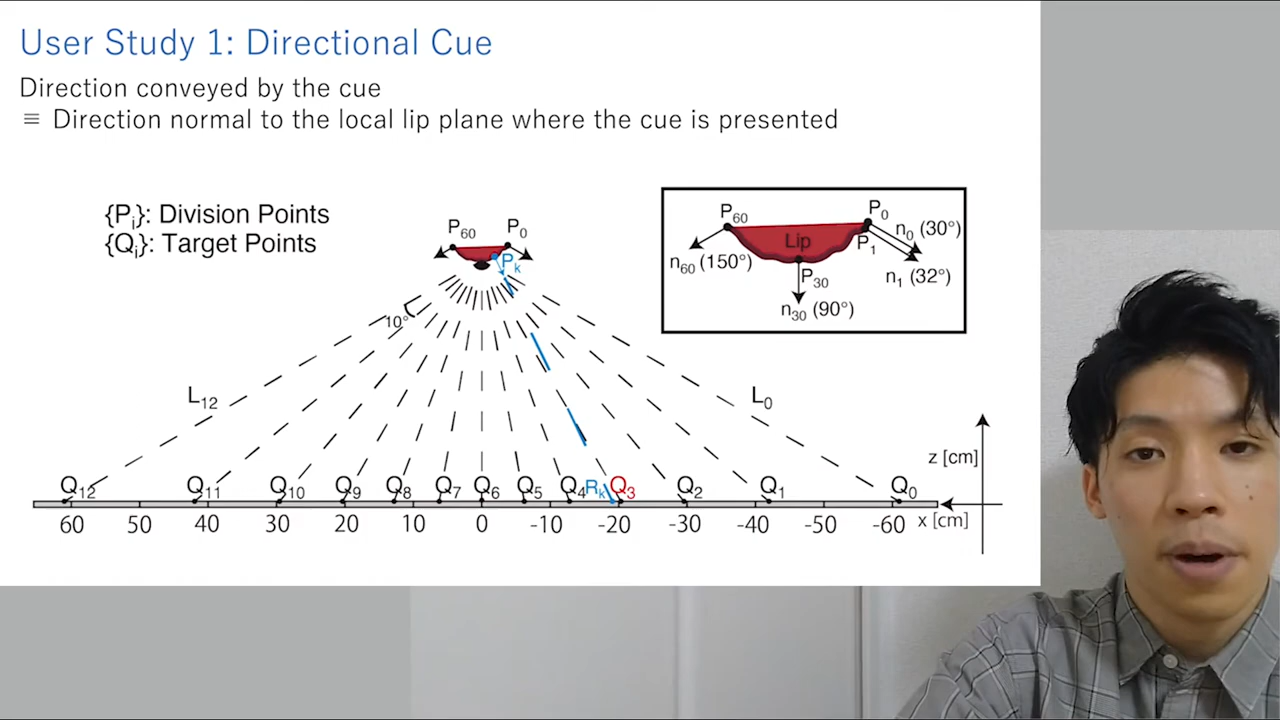 User Study 1: Directional Cue
Direction conveyed by the cue
≡ Direction normal to the local lip plane where the cue is presented
{Pi}: Division Points
{Qi}: Target Points
P60 P0
Pk
10°
L12 L0
P60 P0
Lip P1 n0 (30°)
n60 (150°) P30 n1 (32°)
n30 (90°)
z [cm]
Q12 Q11 Q10 Q9 Q8 Q7 Q6 Q5 Q4 Rk Q3 Q2 Q1 Q0
60 50 40 30 20 10 0 -10 -20 -30 -40 -50 -60 x [cm]